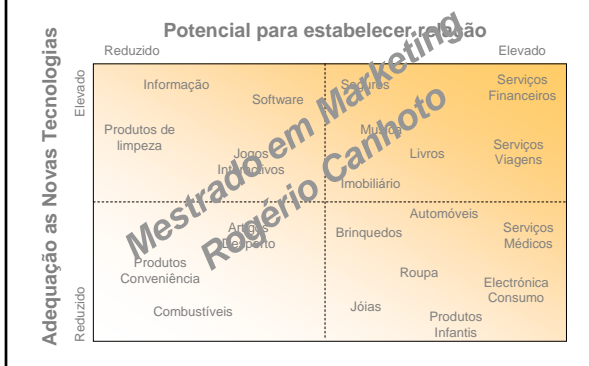 Potencial para estabelecer relação
Reduzido
Elevado
Adequação as Novas Tecnologias
Elevado
Reduzido
Informação
Software
Produtos de
limpeza
Jogos
Interactivos
Seguros
Serviços
Financeiros
Musica
Livros
Serviços
Viagens
Imobiliário
Artigos
Desporto
Produtos
Conveniência
Combustíveis
Automóveis
Brinquedos
Serviços
Médicos
Roupa
Electrónica
Consumo
Jóias
Produtos
Infantis
Mestrado em Marketing
Rogério Canhoto